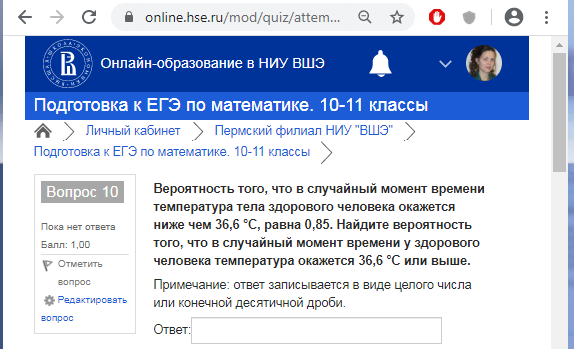 online.hse.ru/mod/quiz/attem...
Онлайн-образование в НИУ ВШЭ
Подготовка к ЕГЭ по математике. 10-11 классы
Личный кабинет
Пермский филиал НИУ "ВШЭ"
Подготовка к ЕГЭ по математике. 10-11 классы
Вопрос 10
Пока нет ответа
Балл: 1,00
Отметить
вопрос
Редактировать
вопрос
Вероятность того, что в случайный момент времени
температура тела здорового человека окажется
ниже чем 36,6 °С, равна 0,85. Найдите вероятность
того, что в случайный момент времени у здорового
человека температура окажется 36,6 °С или выше.
Примечание: ответ записывается в виде целого числа
или конечной десятичной дроби.
Ответ: